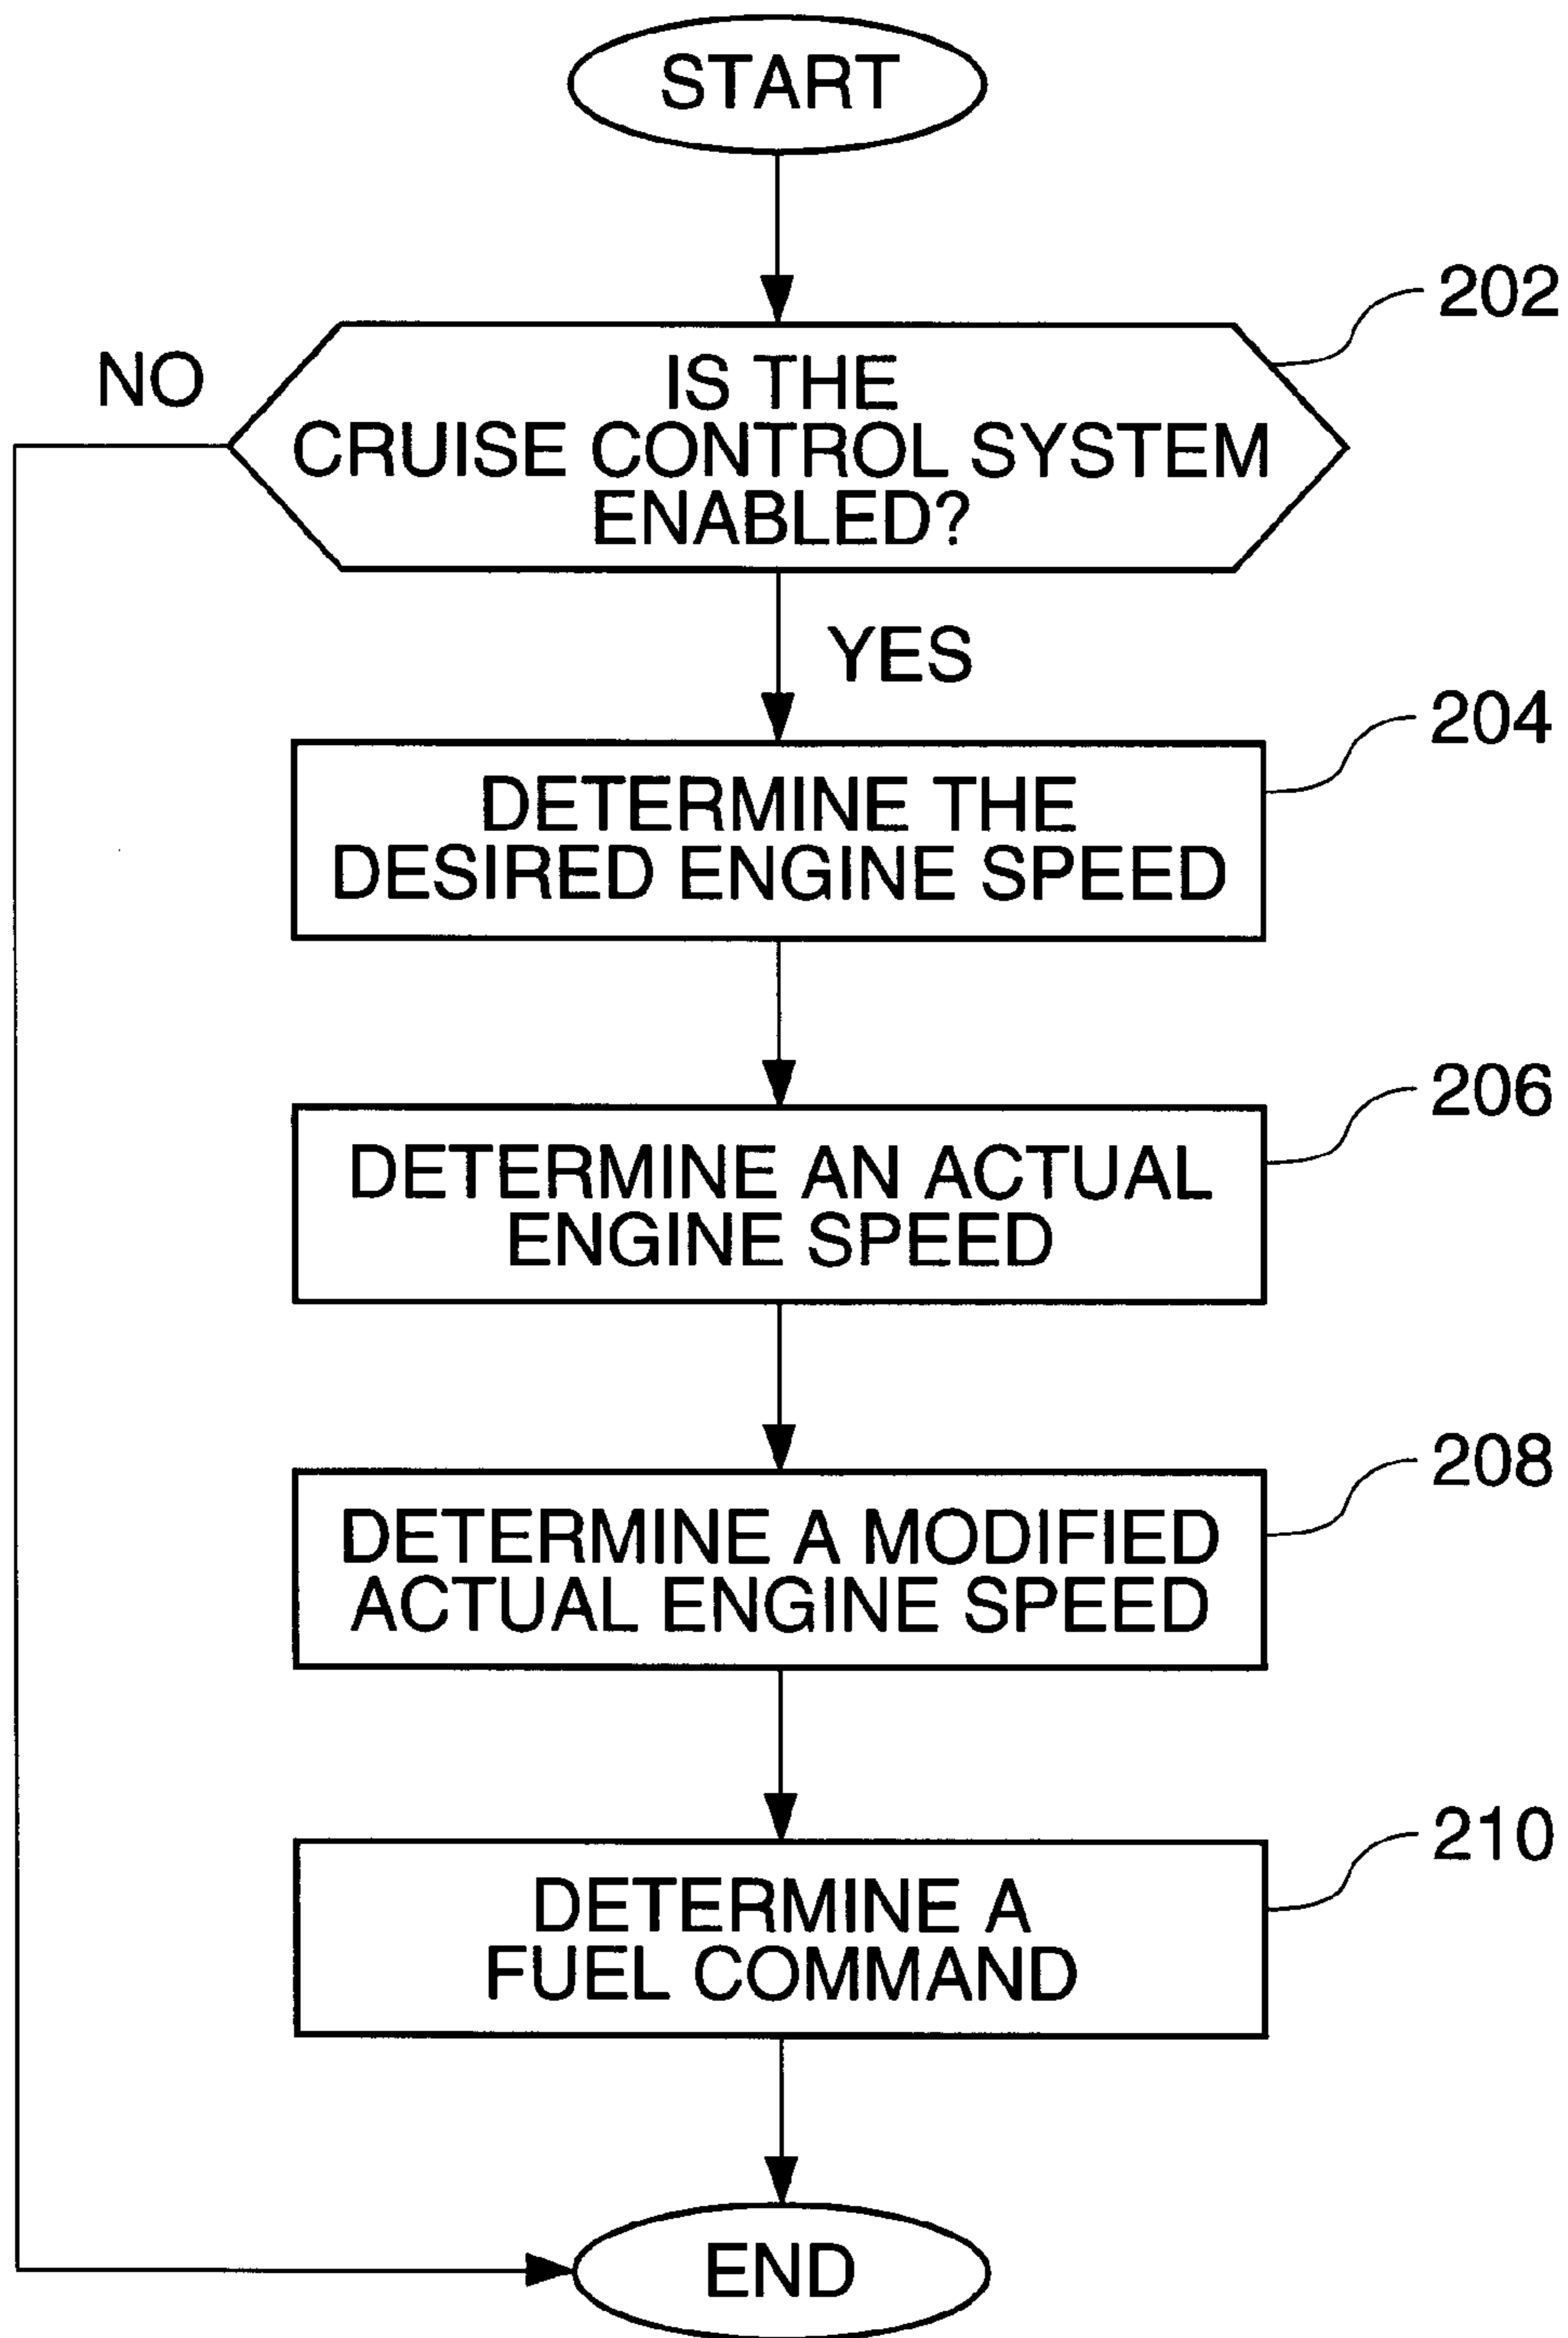 START
202
NO
IS THE
CRUISE CONTROL SYSTEM
ENABLED?
YES
204
DETERMINE THE
DESIRED ENGINE SPEED
206
DETERMINE AN ACTUAL
ENGINE SPEED
208
DETERMINE A MODIFIED
ACTUAL ENGINE SPEED
210
DETERMINE A
FUEL COMMAND
END